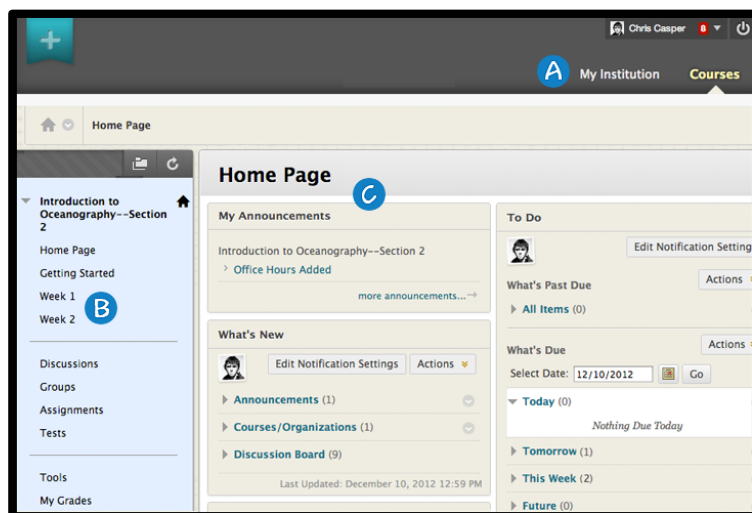 Chris Casper 8
A My Institution Courses
Home Page
Introduction to
Oceanography--Section
2
Home Page
Getting Started
Week 1
B
Week 2
Discussions
Groups
Assignments
Tests
Tools
My Grades
Home Page
C
My Announcements
Introduction to Oceanography--Section 2
Office Hours Added
more announcements...
What's New
Edit Notification Settings Actions
Announcements (1)
Courses/Organizations (1)
Discussion Board (9)
Last Updated: December 10, 2012 12:59 PM
To Do
Edit Notification Setting
What's Past Due
Actions
All Items (0)
What's Due
Actions
Select Date: 12/10/2012 Go
Today (0)
Nothing Due Today
Tomorrow (1)
This Week (2)
Future (0)